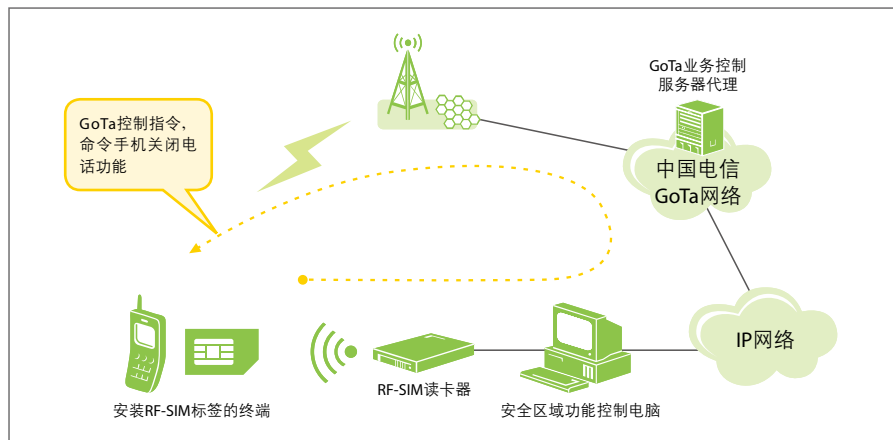 GoTa业务控制
服务器代理
GoTa控制指令，
命令手机关闭电
话功能
中国电信
GoTa网络
IP网络
RF-SIM读卡器
安装RF-SIM标签的终端
安全区域功能控制电脑